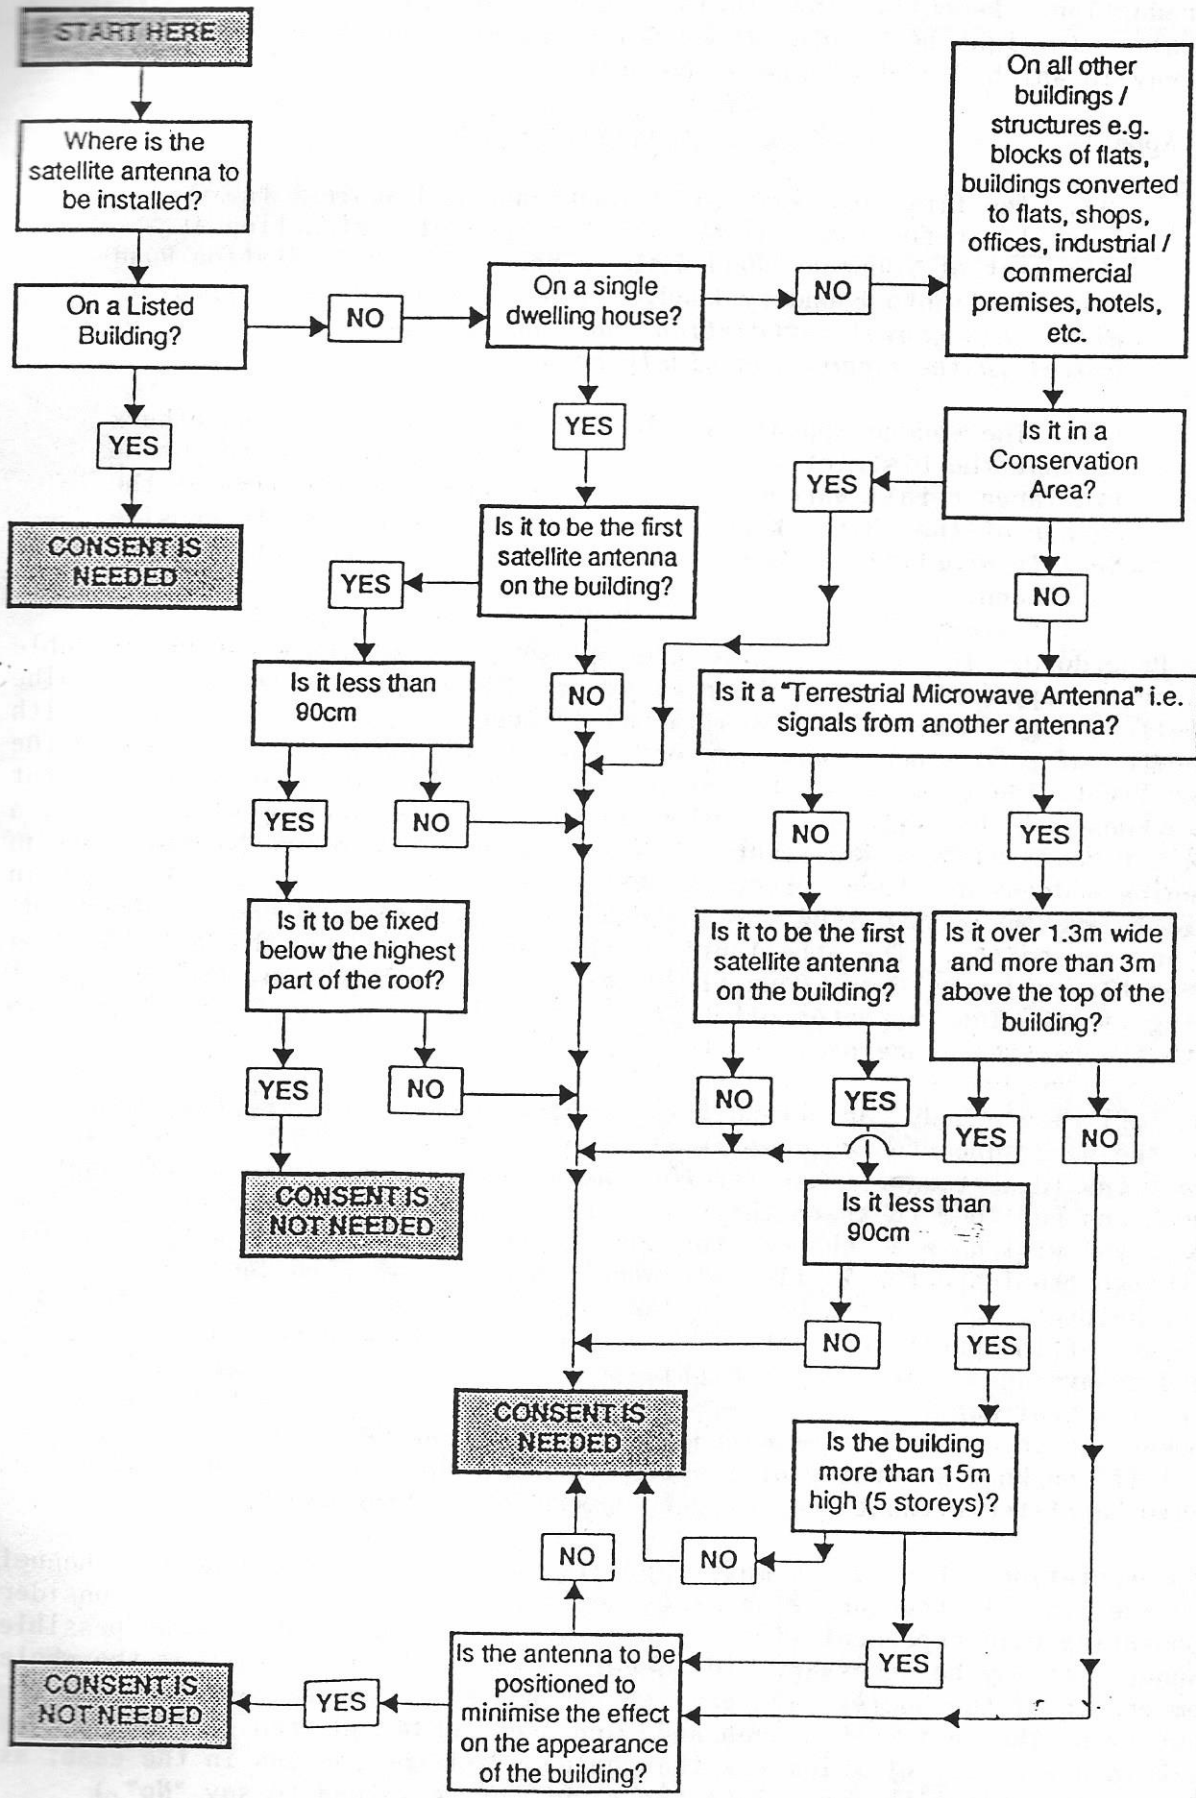 START HERE
Where is the
satellite antenna to
be installed?
On a Listed
Building?
NO
On a single
dwelling house?
NO
On all other
buildings /
structures e.g.
blocks of flats,
buildings converted
to flats, shops,
offices, industrial /
commercial
premises, hotels,
etc.
YES
CONSENT IS
NEEDED
YES
Is it to be the first
satellite antenna
on the building?
YES
NO
Is it in a
Conservation
Area?
YES
NO
Is it less than
90cm
YES
NO
Is it a "Terrestrial Microwave Antenna" i.e.
signals from another antenna?
NO
YES
Is it to be fixed
below the highest
part of the roof?
YES
NO
CONSENT IS
NOT NEEDED
Is it to be the first
satellite antenna
on the building?
NO
YES
Is it over 1.3m wide
and more than 3m
above the top of the
building?
YES
NO
Is it less than
90cm
NO
YES
CONSENT IS
NEEDED
Is the building
more than 15m
high (5 storeys)?
NO
NO
YES
Is the antenna to be
positioned to
minimise the effect
on the appearance
of the building?
YES
CONSENT IS
NOT NEEDED